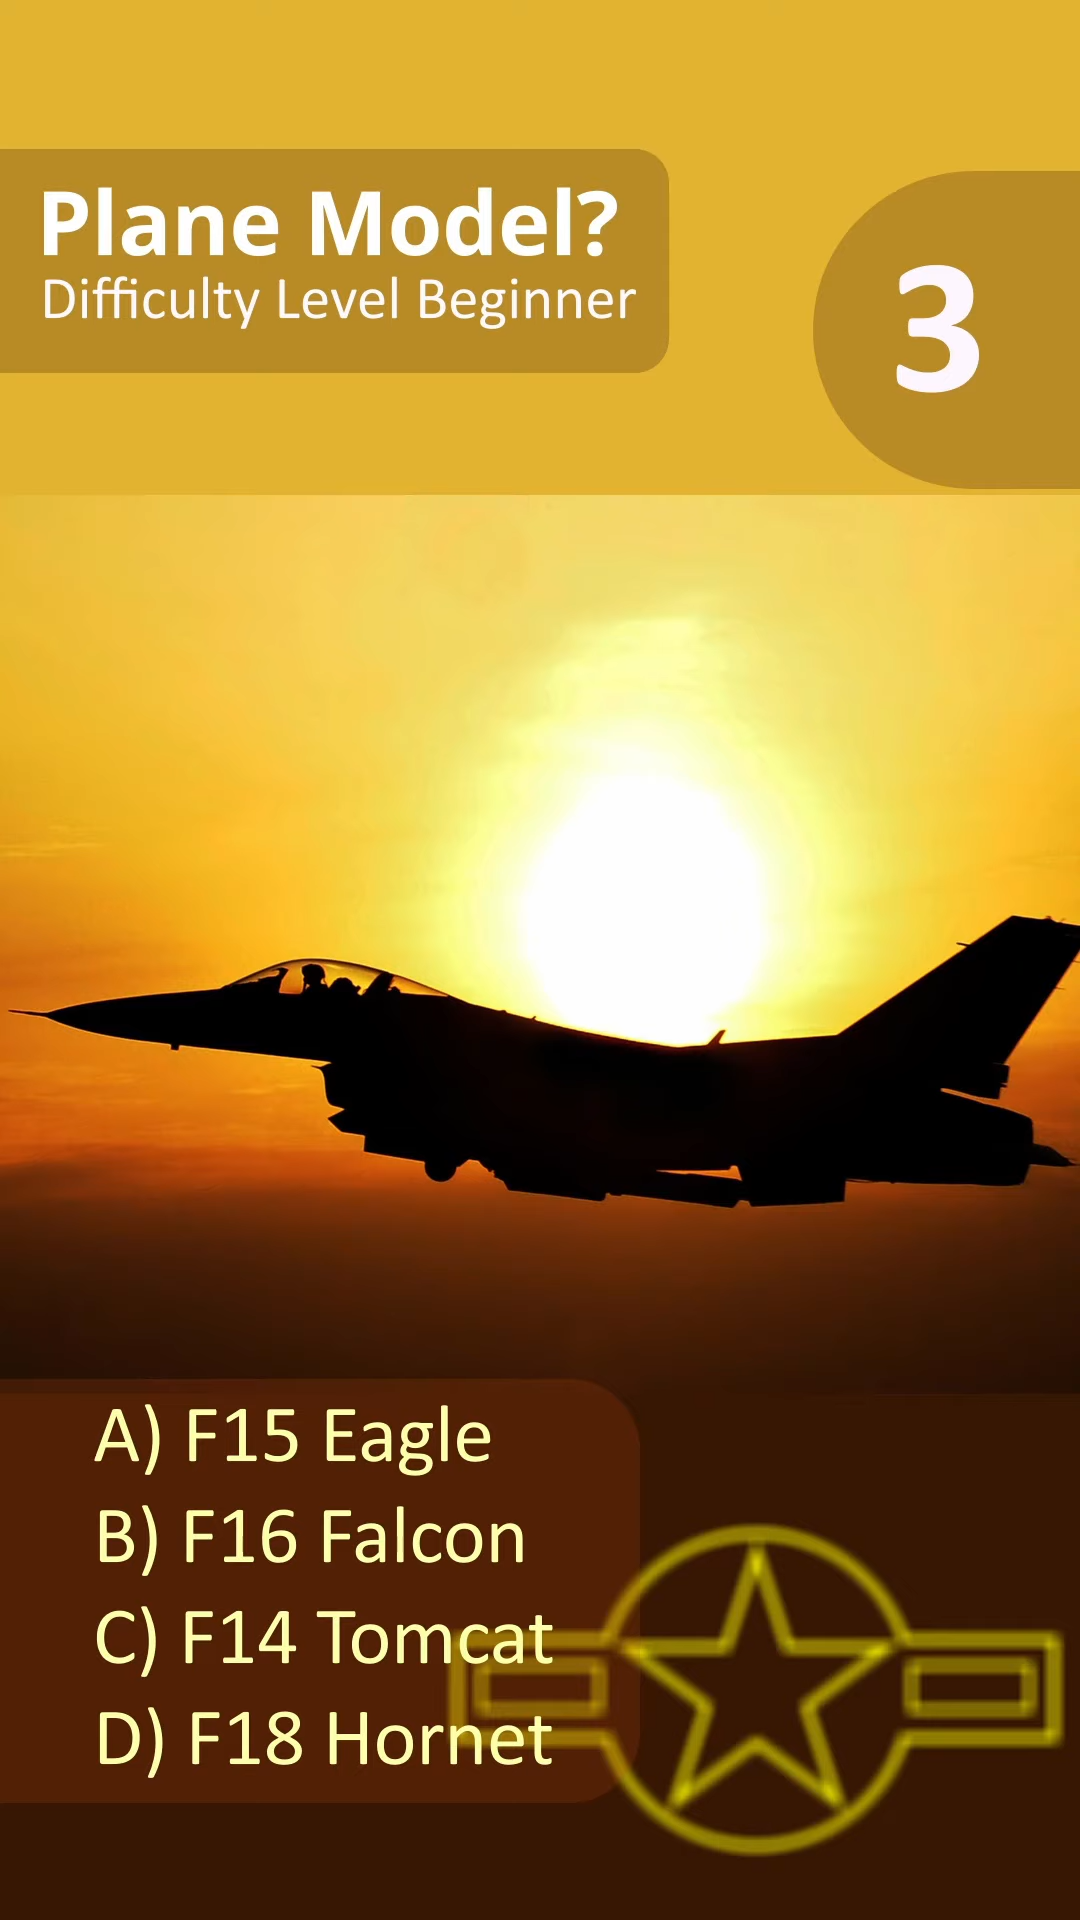 Plane Model?
Difficulty Level Beginner
3
A) F15 Eagle
B) F16 Falcon
C) F14 Tomcat
D) F18 Hornet